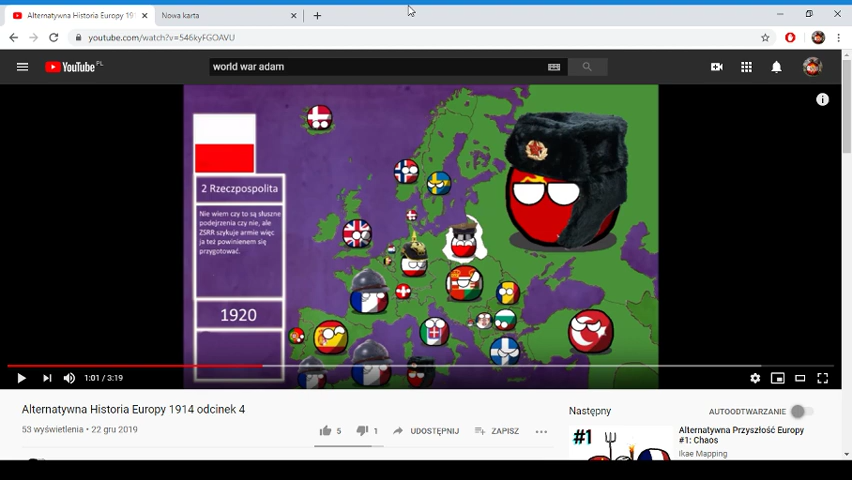 Alternatywna Historia Europy 191
Nowa karta
youtube.com/watch?v=546kyFGOAVU
YouTube PL
world war adam
2 Rzeczpospolita
Nie wiem czy to są słuszne
podejrzenia czy nie, ale
ZSRR szykuje armie więc
ja też powinienem się
przygotować.
1920
1:01 / 3:19
Alternatywna Historia Europy 1914 odcinek 4
53 wyświetlenia • 22 gru 2019
5
1
UDOSTĘPNIJ
ZAPISZ
Następny
AUTOODTWARZANIE
#1
Alternatywna Przyszłość Europy
#1: Chaos
Ikae Mapping